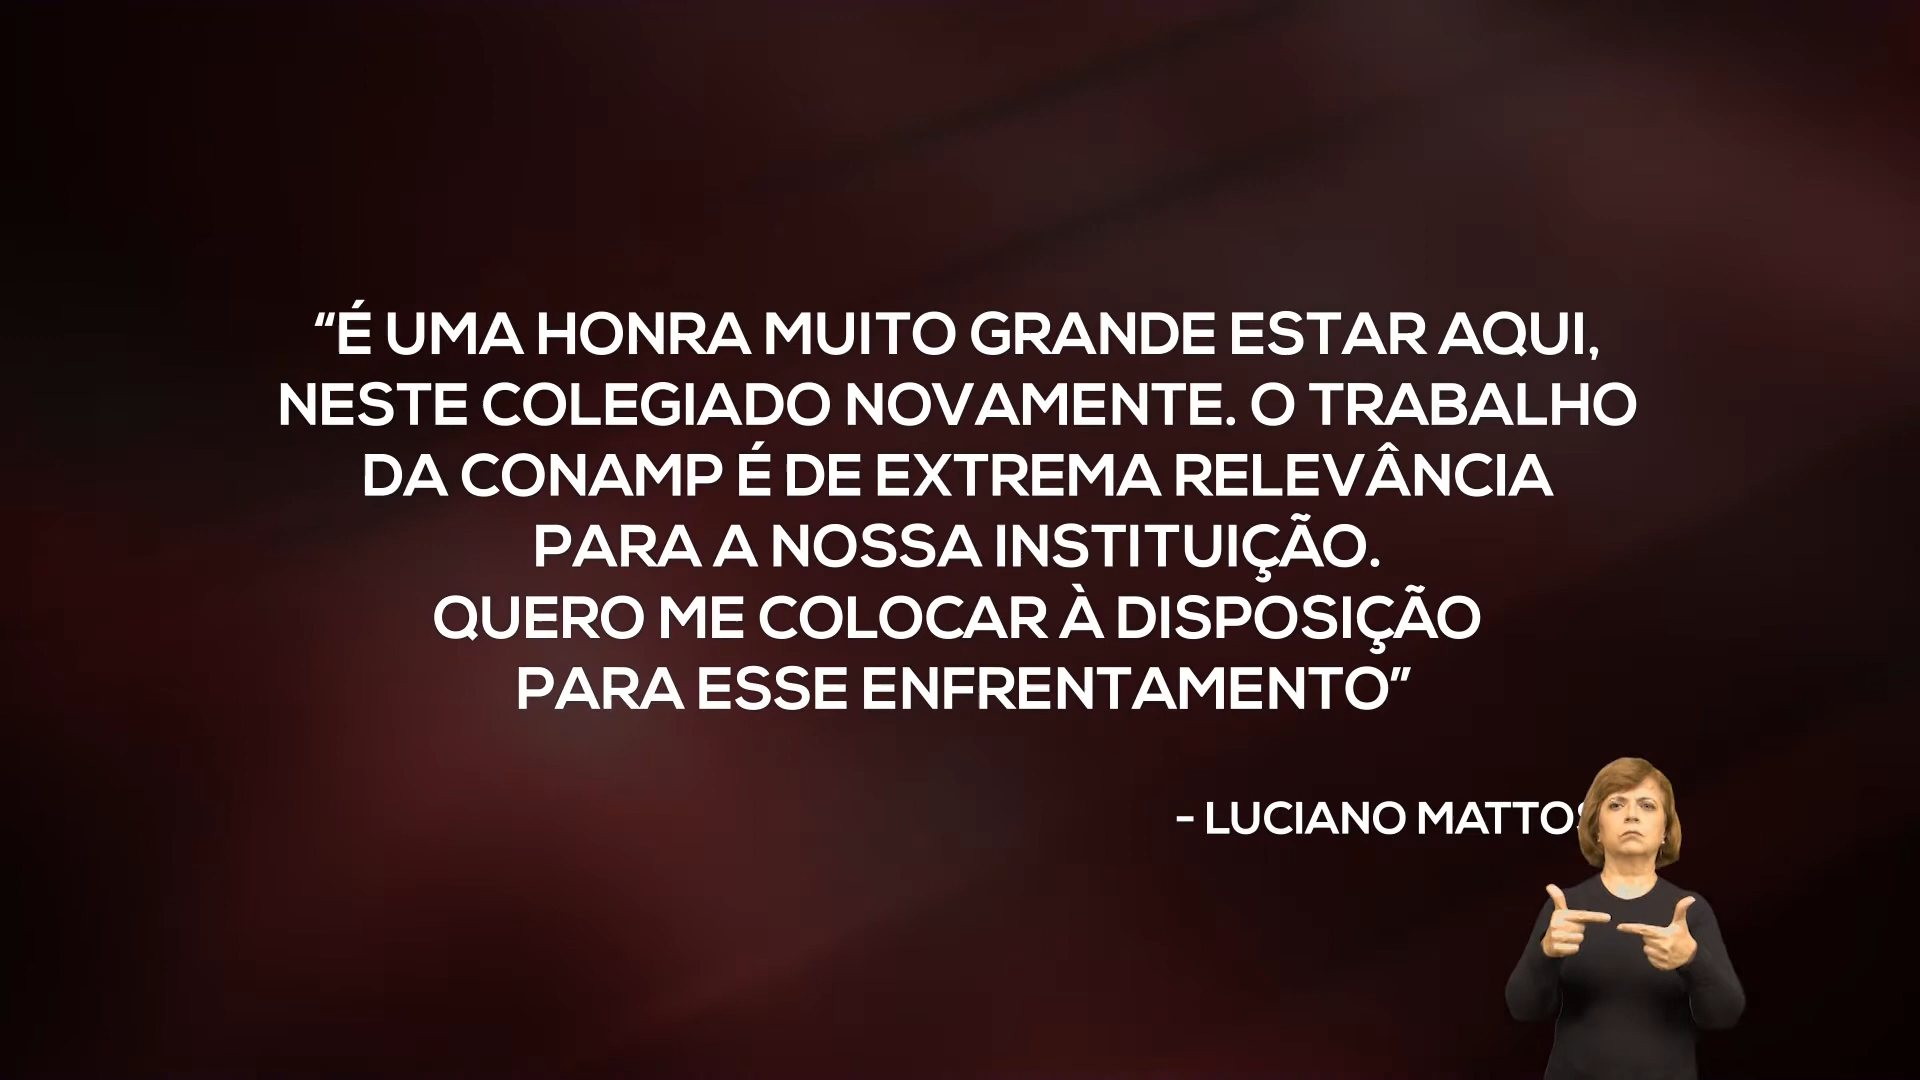 “É UMA HONRA MUITO GRANDE ESTAR AQUI,
NESTE COLEGIADO NOVAMENTE. O TRABALHO
DA CONAMP É DE EXTREMA RELEVÂNCIA
PARA A NOSSA INSTITUIÇÃO.
QUERO ME COLOCAR À DISPOSIÇÃO
PARA ESSE ENFRENTAMENTO”
- LUCIANO MATTOS